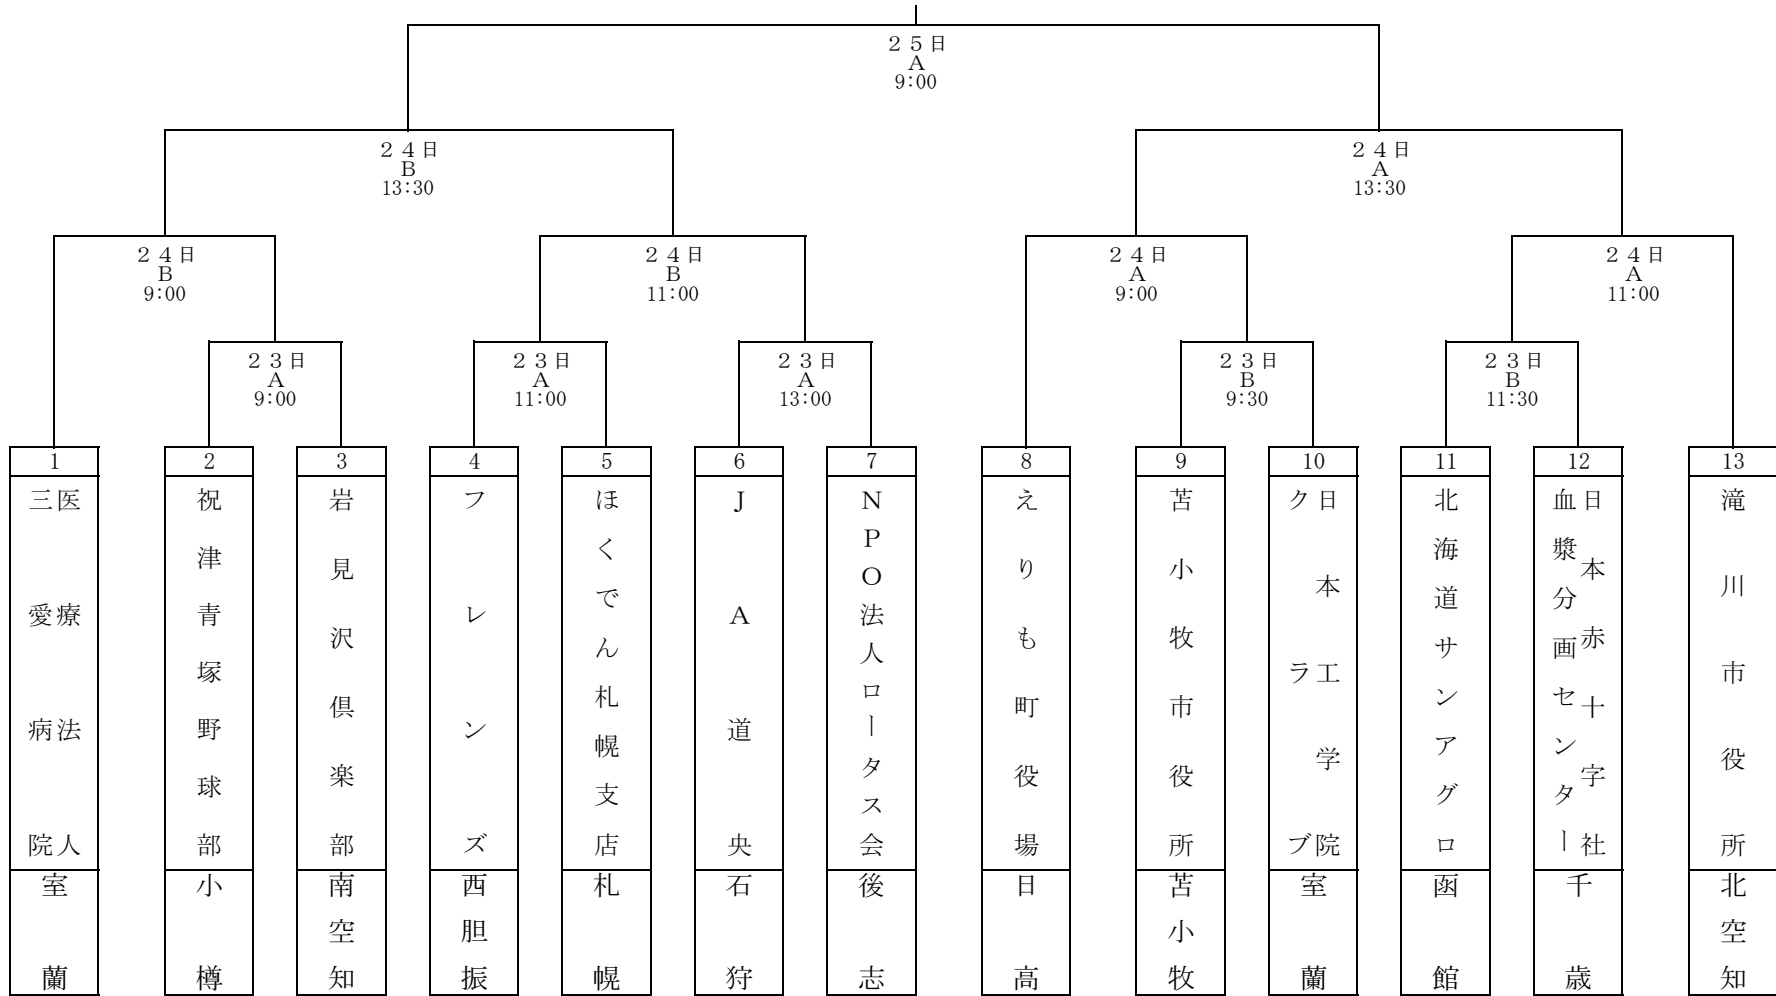 ２５日
A
9:00
２４日
B
13:30
２４日
A
13:30
２４日
B
9:00
２４日
B
11:00
２４日
A
9:00
２４日
A
11:00
２３日
A
9:00
２３日
A
11:00
２３日
A
13:00
２３日
B
9:30
２３日
B
11:30
1
医療法人
三愛病院
室蘭
2
祝津青塚野球部
小樽
3
岩見沢倶楽部
南空知
4
フレンズ
西胆振
5
ほくでん札幌支店
札幌
6
JA道央
石狩
7
NPO法人ロータス会
後志
8
えりも町役場
日高
9
苫小牧市役所
苫小牧
10
日本工学院
クラブ
室蘭
11
北海道サンアグロ
函館
12
日本赤十字社
血漿分画センター
千歳
13
滝川市役所
北空知